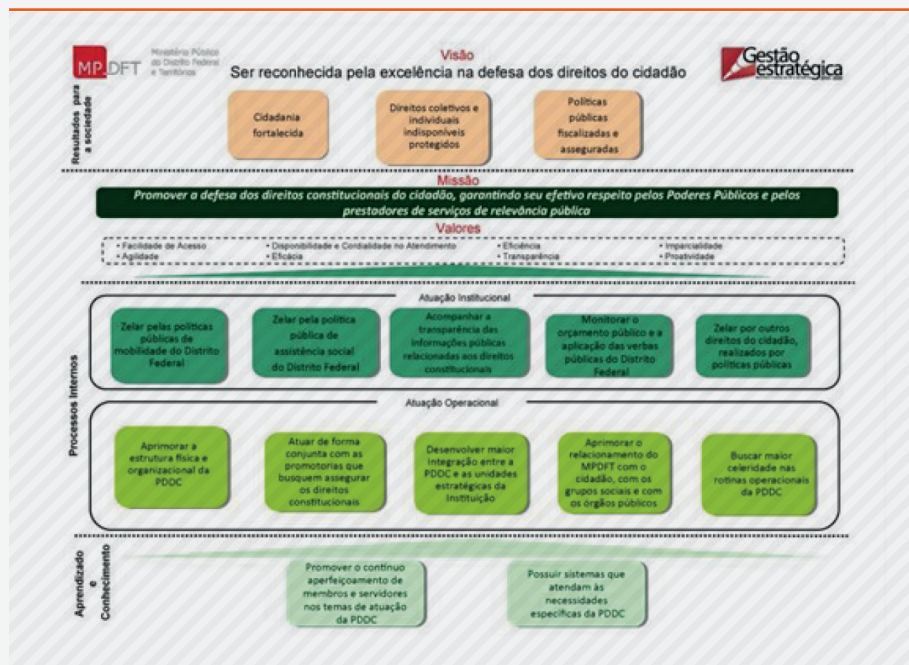 MP.DFT
Ministério Público
do Distrito Federal
e Territórios
Visão
Ser reconhecida pela excelência na defesa dos direitos do cidadão
Gestão
estratégica
Resultados para
a sociedade
Cidadania
fortalecida
Direitos coletivos e
individuais
indisponíveis
protegidos
Políticas
públicas
fiscalizadas e
asseguradas
Missão
Promover a defesa dos direitos constitucionais do cidadão, garantindo seu efetivo respeito pelos Poderes Públicos e pelos
prestadores de serviços de relevância pública
Valores
• Facilidade de Acesso
• Disponibilidade e Cordialidade no Atendimento
• Eficiência
• Imparcialidade
• Agilidade
• Eficácia
• Transparência
• Proatividade
Processos Internos
Atuação Institucional
Zelar pelas políticas
públicas de
mobilidade do Distrito
Federal
Zelar pela política
pública de
assistência social
do Distrito Federal
Acompanhar a
transparência das
informações públicas
relacionadas aos direitos
constitucionais
Monitorar o
orçamento público e a
aplicação das verbas
públicas do Distrito
Federal
Zelar por outros
direitos do cidadão,
realizados por
políticas públicas
Atuação Operacional
Aprimorar a
estrutura física e
organizacional da
PDDC
Atuar de forma
conjunta com as
promotorias que
busquem assegurar
os direitos
constitucionais
Desenvolver maior
Integração entre a
PDDC e as unidades
estratégicas da
Instituição
Aprimorar o
relacionamento do
MPDFT com o
cidadão, com os
grupos sociais e com
os órgãos públicos
Buscar maior
celeridade nas
rotinas operacionais
da PDDC
Aprendizado
e
Conhecimento
Promover o contínuo
aperfeiçoamento de
membros e servidores
nos temas de atuação
da PDDC
Possuir sistemas que
atendam às
necessidades
específicas da PDDC